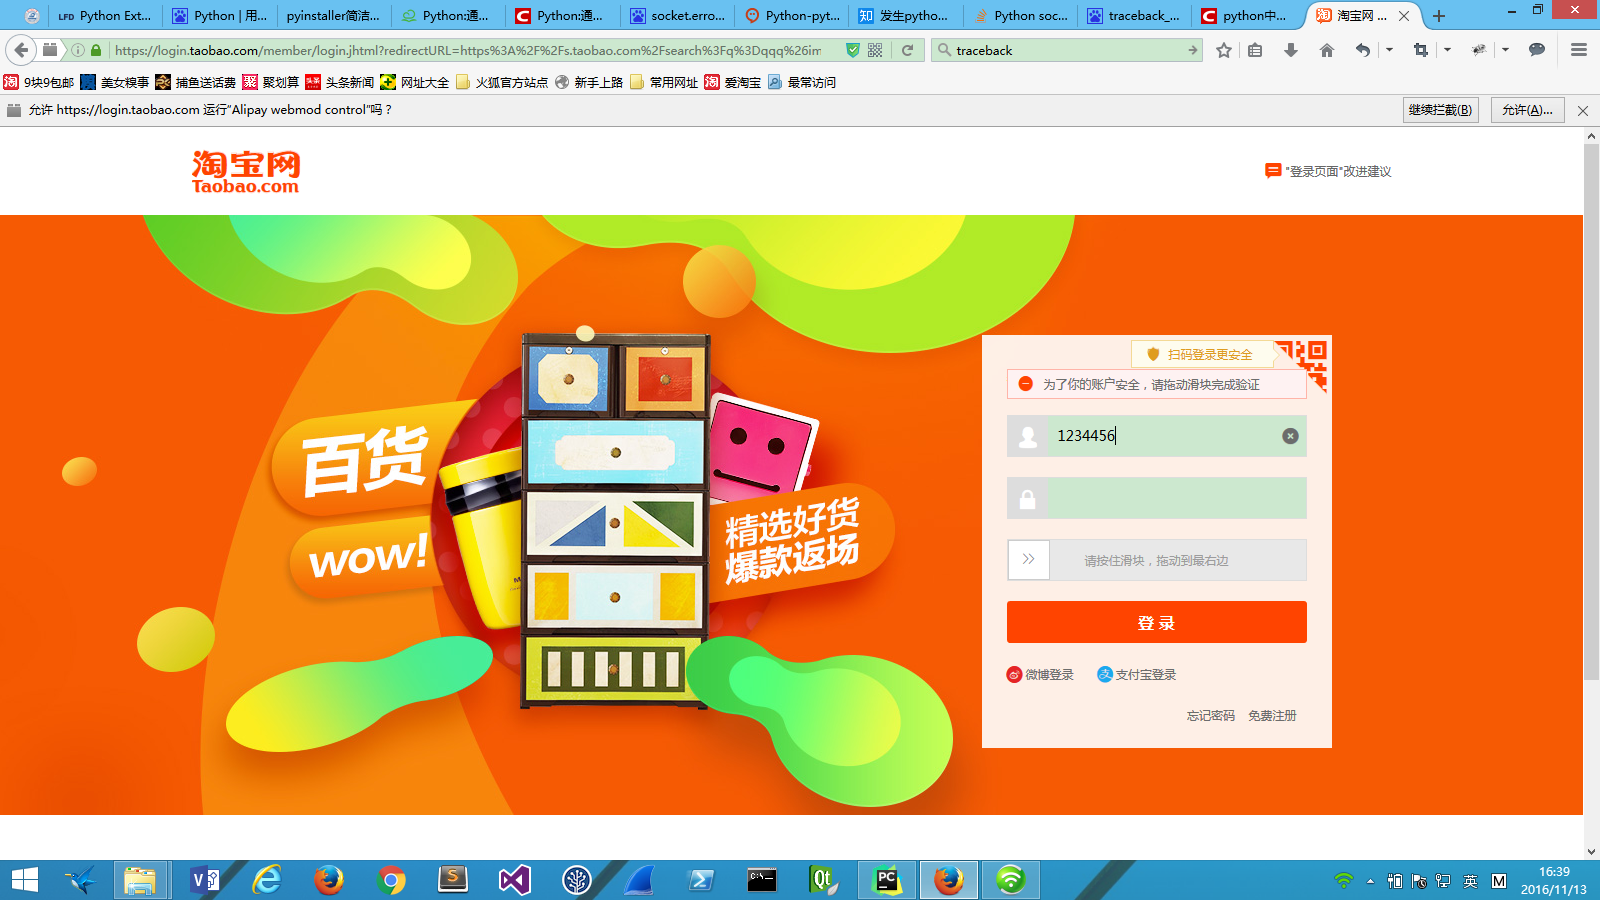 Python Ext...
Python | 用...
pyinstaller简洁...
Python:通...
Python:通...
socket.erro...
Python-pyt...
发生pytho...
Python soc...
traceback_...
python中...
淘宝网 ...
https://login.taobao.com/member/login.jhtml?redirectURL=https%3A%2F%2Fs.taobao.com%2Fsearch%3Fq%3Dqqq%26im
traceback
9块9包邮
美女糗事
捕鱼送话费
聚划算
头条新闻
网址大全
火狐官方站点
新手上路
常用网址
爱淘宝
最常访问
允许 https://login.taobao.com 运行"Alipay webmod control"吗？
继续拦截(B)
允许(A)...
淘宝网
Taobao.com
"登录页面"改进建议
百货
wow!
精选好货
爆款返场
扫码登录更安全
为了你的账户安全，请拖动滑块完成验证
1234456
请按住滑块，拖动到最右边
登 录
微博登录
支付宝登录
忘记密码
免费注册
英
M
16:39
2016/11/13